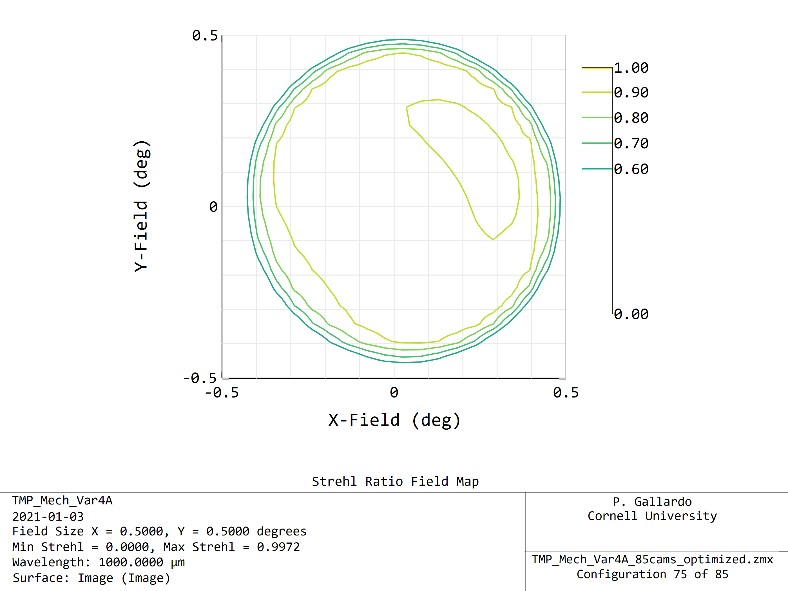 0.5
0
-0.5
Y-Field (deg)
-0.5
0
0.5
X-Field (deg)
1.00
0.90
0.80
0.70
0.60
0.00
Strehl Ratio Field Map
TMP_Mech_Var4A
2021-01-03
Field Size X = 0.5000, Y = 0.5000 degrees
Min Strehl = 0.0000, Max Strehl = 0.9972
Wavelength: 1000.0000 µm
Surface: Image (Image)
P. Gallardo
Cornell University
TMP_Mech_Var4A_85cams_optimized.zmx
Configuration 75 of 85